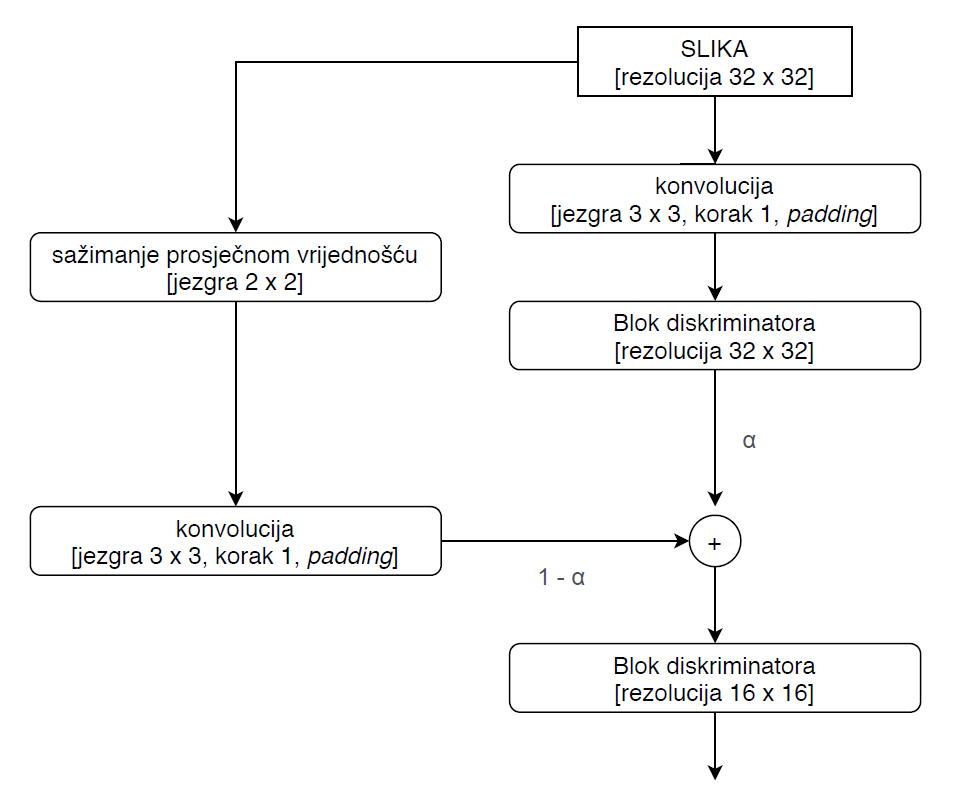 SLIKA
[rezolucija 32 x 32]
konvolucija
[jezgra 3 x 3, korak 1, padding]
sažimanje prosječnom vrijednošću
[jezgra 2 x 2]
Blok diskriminatora
[rezolucija 32 x 32]
α
konvolucija
[jezgra 3 x 3, korak 1, padding]
+
1 - α
Blok diskriminatora
[rezolucija 16 x 16]